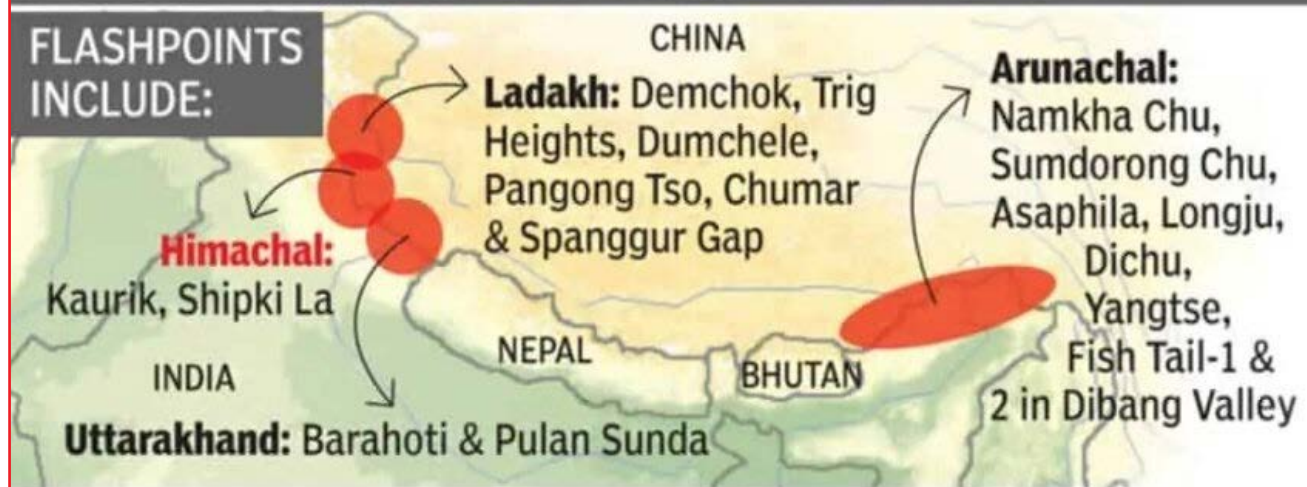 FLASHPOINTS
INCLUDE:
CHINA
Ladakh: Demchok, Trig
Heights, Dumchele,
Pangong Tso, Chumar
& Spanggur Gap
Arunachal:
Namkha Chu,
Sumdorong Chu,
Asaphila, Longju,
Dichu,
Yangtse,
Fish Tail-1 &
2 in Dibang Valley
Himachal:
Kaurik, Shipki La
NEPAL
BHUTAN
INDIA
Uttarakhand: Barahoti & Pulan Sunda